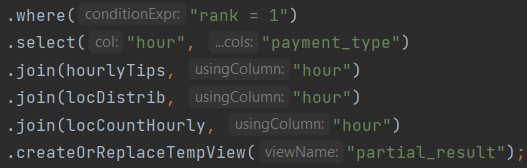 .where( conditionExpr: "rank = 1")
.select( col: "hour", ...cols: "payment_type")
.join(hourlyTips, usingColumn: "hour")
.join(locDistrib, usingColumn: "hour")
.join(locCountHourly, usingColumn: "hour")
.createOrReplaceTempView( viewName: "partial_result");